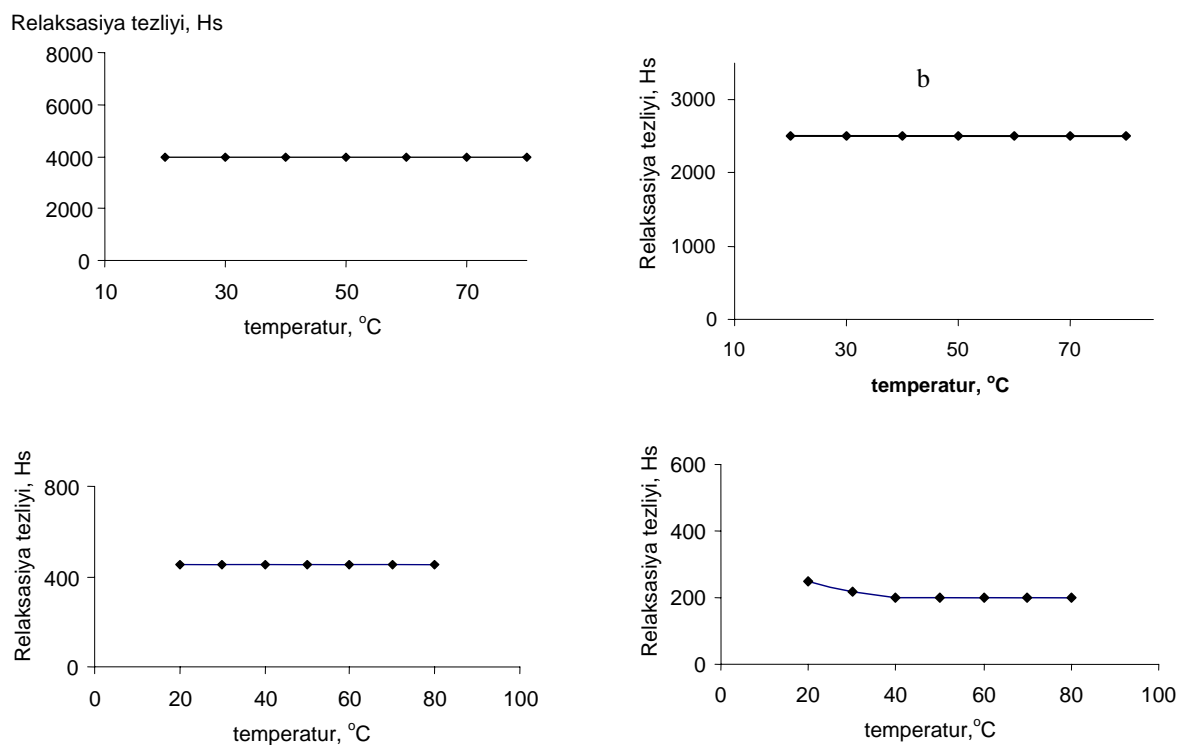 Relaksasiya tezliyi, Hs
8000
6000
4000
2000
0
10 30 50 70
temperatur, °C
b
Relaksasiya tezliyi, Hs
3000
2000
1000
0
10 30 50 70
temperatur, °C
Relaksasiya tezliyi, Hs
800
400
0
0 20 40 60 80 100
temperatur, °C
Relaksasiya tezliyi, Hs
600
400
200
0
0 20 40 60 80 100
temperatur,°C